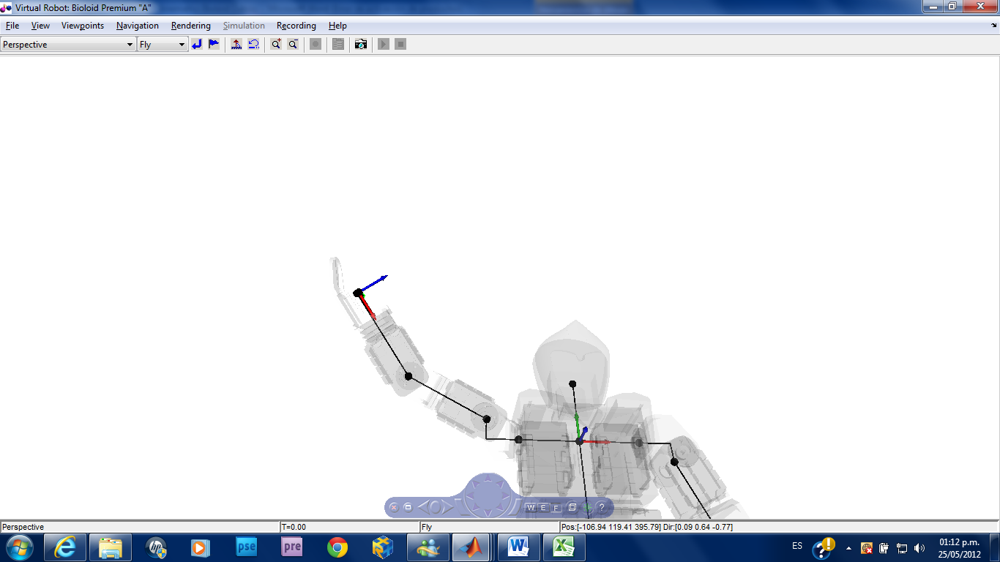 Virtual Robot: Bioloid Premium "A"
File View Viewpoints Navigation Rendering Simulation Recording Help
Perspective Fly
W E F ?
Perspective T=0.00 Fly Pos:[-106.94 119.41 395.79] Dir:[0.09 0.64 -0.77]
hp pse pre W X ES ? 01:12 p.m.
25/05/2012